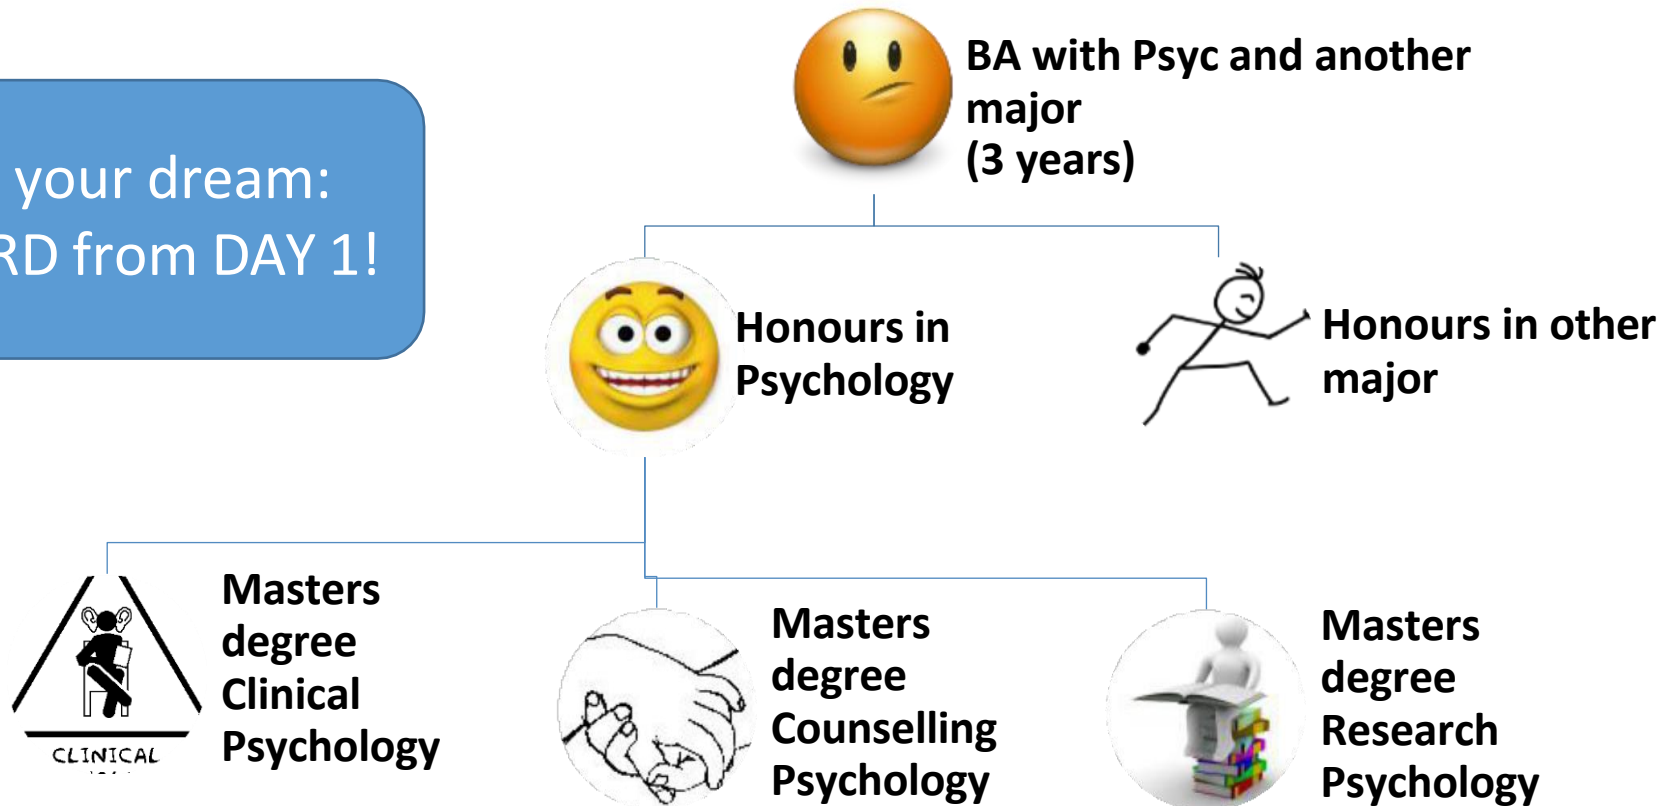 BA with Psyc and another
major
(3 years)
your dream:
RD from DAY 1!
Honours in
Psychology
Honours in other
major
Masters
degree
Clinical
Psychology
CLINICAL
Masters
degree
Counselling
Psychology
Masters
degree
Research
Psychology